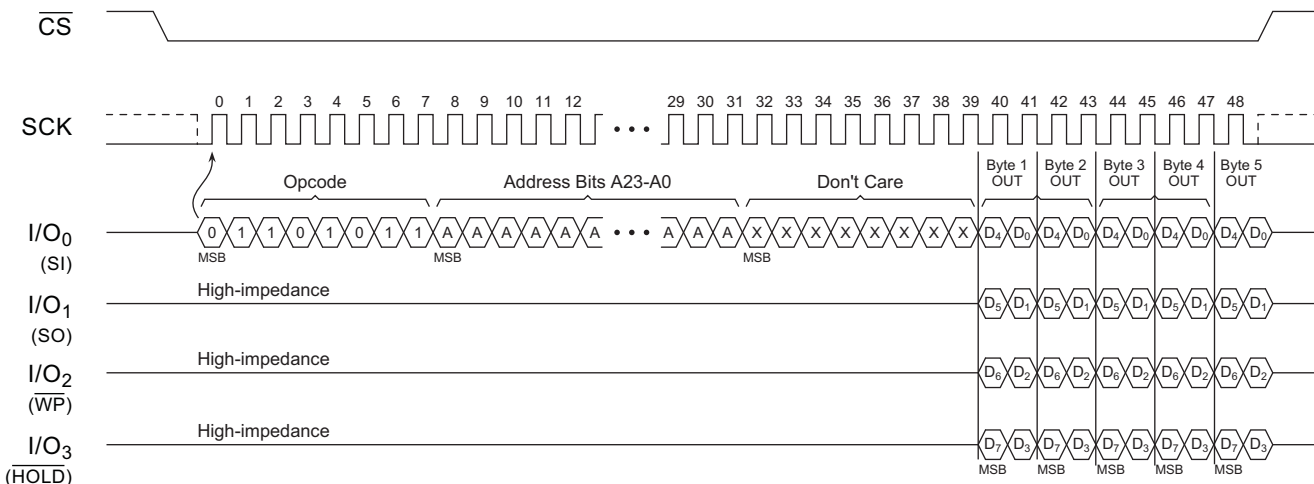 CS
SCK
0 1 2 3 4 5 6 7 8 9 10 11 12 29 30 31 32 33 34 35 36 37 38 39 40 41 42 43 44 45 46 47 48
• • •
Opcode Address Bits A23-A0 Don't Care
Byte 1 OUT Byte 2 OUT Byte 3 OUT Byte 4 OUT Byte 5 OUT
I/O0 (SI)
0 1 1 0 1 0 1 1 A A A A A A • • • A A A X X X X X X X X D4 D0 D4 D0 D4 D0 D4 D0 D4 D0
MSB MSB MSB
I/O1 (SO)
High-impedance
D5 D1 D5 D1 D5 D1 D5 D1 D5 D1
I/O2 (WP)
High-impedance
D6 D2 D6 D2 D6 D2 D6 D2 D6 D2
I/O3 (HOLD)
High-impedance
D7 D3 D7 D3 D7 D3 D7 D3 D7 D3
MSB MSB MSB MSB MSB